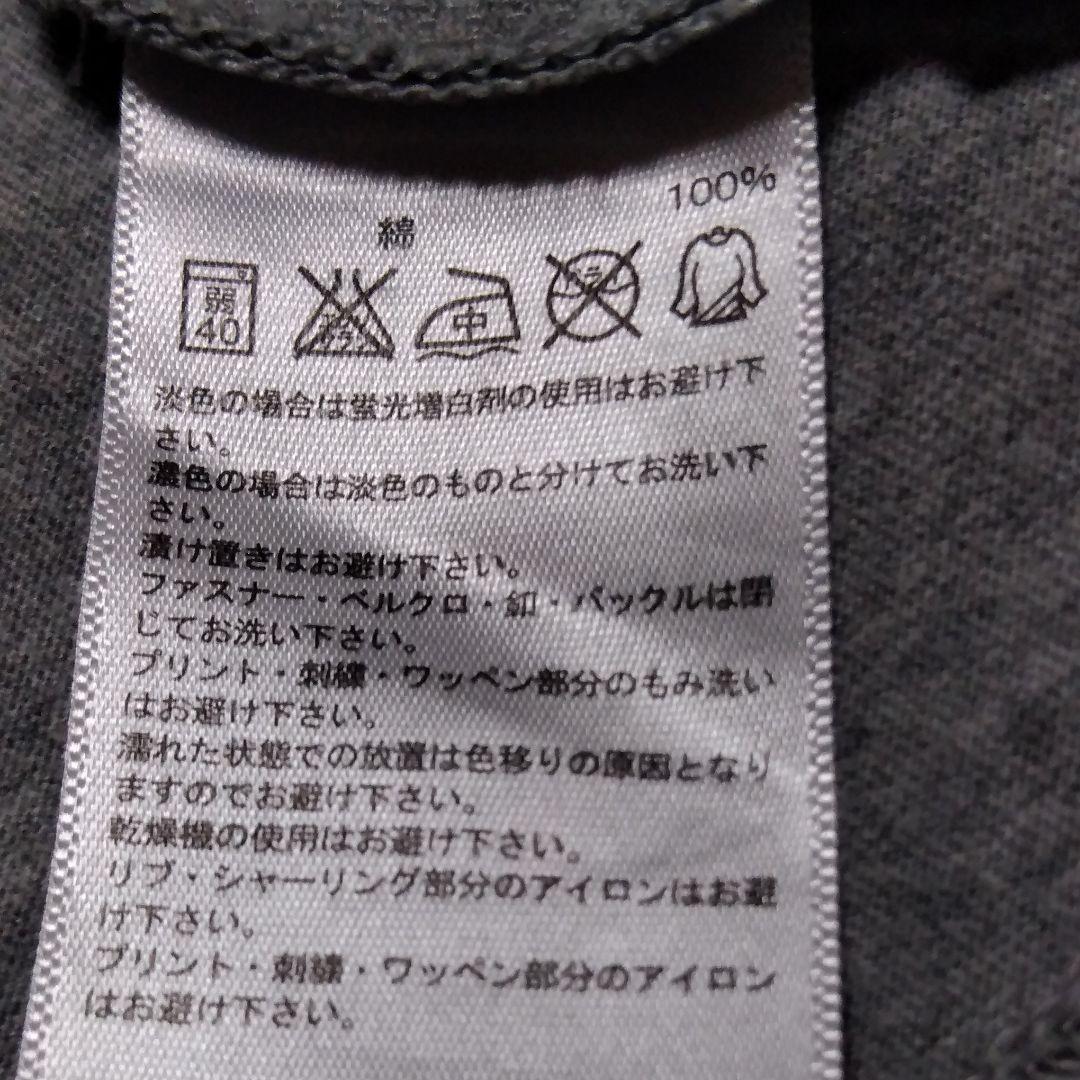 綿 100%
弱 40 エンソサラシ 中 ドライ
淡色の場合は蛍光増白剤の使用はお避け下
さい。
濃色の場合は淡色のものと分けてお洗い下
さい。
漬け置きはお避け下さい。
ファスナー・ベルクロ・釦・バックルは閉
じてお洗い下さい。
プリント・刺繍・ワッペン部分のもみ洗い
はお避け下さい。
濡れた状態での放置は色移りの原因となり
ますのでお避け下さい。
乾燥機の使用はお避け下さい。
リブ・シャーリング部分のアイロンはお避
け下さい。
プリント・刺繍・ワッペン部分のアイロン
はお避け下さい。